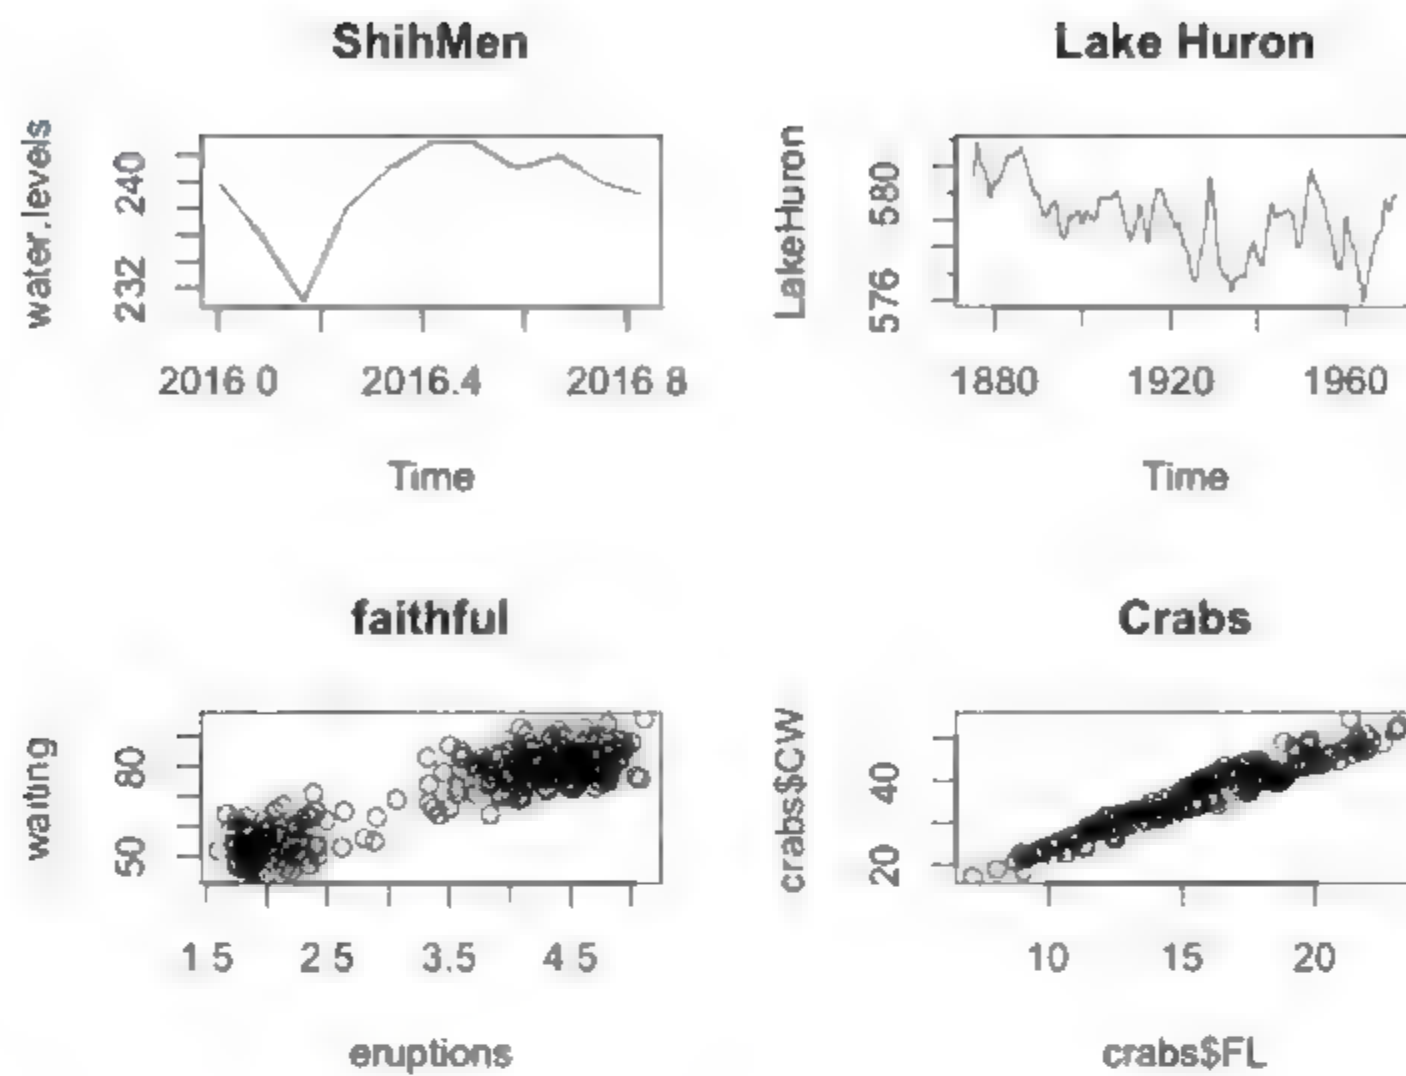 ShihMen
water.levels
240
232
2016 0 2016.4 2016 8
Time
Lake Huron
LakeHuron
580
576
1880 1920 1960
Time
faithful
waiting
80
50
1 5 2 5 3.5 4 5
eruptions
Crabs
crabs$CW
40
20
10 15 20
crabs$FL